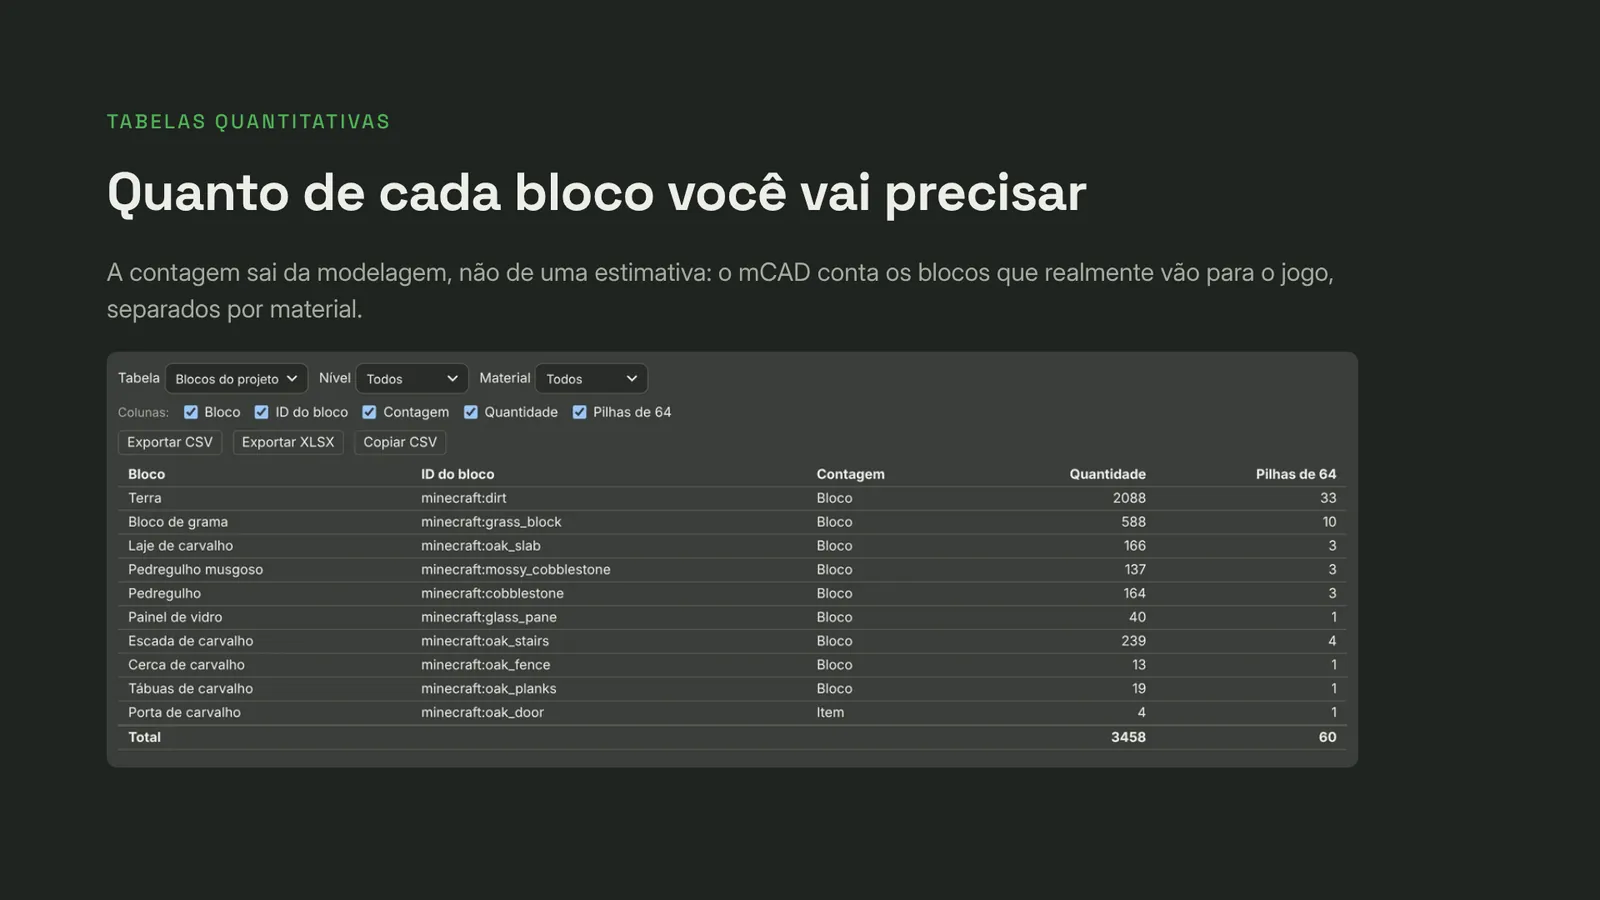 TABELAS QUANTITATIVAS
Quanto de cada bloco você vai precisar
A contagem sai da modelagem, não de uma estimativa: o mCAD conta os blocos que realmente vão para o jogo,
separados por material.
Tabela Blocos do projeto Nível Todos Material Todos
Colunas: Bloco ID do bloco Contagem Quantidade Pilhas de 64
Exportar CSV Exportar XLSX Copiar CSV
Bloco ID do bloco Contagem Quantidade Pilhas de 64
Terra minecraft:dirt Bloco 2088 33
Bloco de grama minecraft:grass_block Bloco 588 10
Laje de carvalho minecraft:oak_slab Bloco 166 3
Pedregulho musgoso minecraft:mossy_cobblestone Bloco 137 3
Pedregulho minecraft:cobblestone Bloco 164 3
Painel de vidro minecraft:glass_pane Bloco 40 1
Escada de carvalho minecraft:oak_stairs Bloco 239 4
Cerca de carvalho minecraft:oak_fence Bloco 13 1
Tábuas de carvalho minecraft:oak_planks Bloco 19 1
Porta de carvalho minecraft:oak_door Item 4 1
Total 3458 60